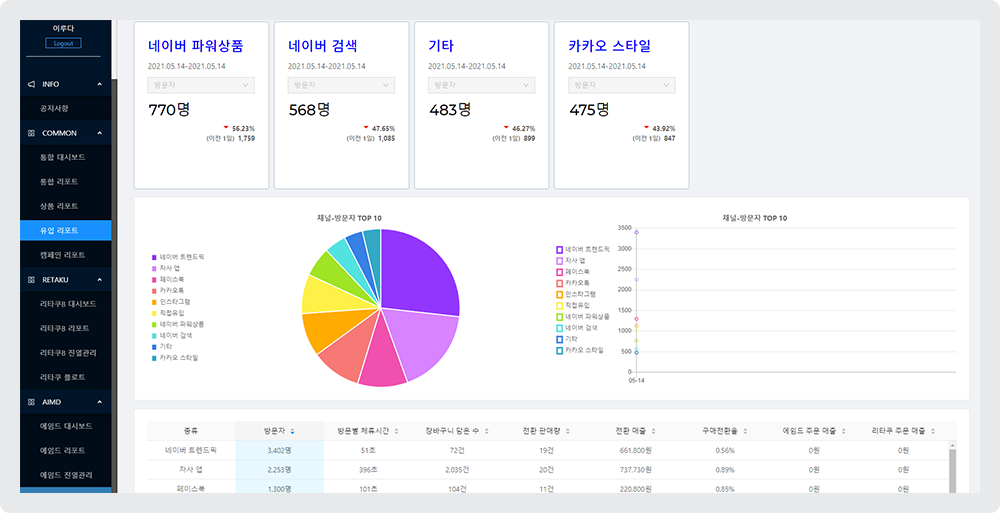 이루다
Logout
INFO
공지사항
COMMON
통합 대시보드
통합 리포트
상품 리포트
유입 리포트
캠페인 리포트
RETAKU
리타쿠B 대시보드
리타쿠B 리포트
리타쿠B 진열관리
리타쿠 플로트
AIMD
에임드 대시보드
에임드 리포트
에임드 진열관리
네이버 파워상품
2021.05.14-2021.05.14
방문자
770명
56.23%
(이전 1일) 1,759
네이버 검색
2021.05.14-2021.05.14
방문자
568명
47.65%
(이전 1일) 1,085
기타
2021.05.14-2021.05.14
방문자
483명
46.27%
(이전 1일) 899
카카오 스타일
2021.05.14-2021.05.14
방문자
475명
43.92%
(이전 1일) 847
채널-방문자 TOP 10
네이버 트렌드픽
자사 앱
페이스북
카카오톡
인스타그램
직접유입
네이버 파워상품
네이버 검색
기타
카카오 스타일
채널-방문자 TOP 10
네이버 트렌드픽
자사 앱
페이스북
카카오톡
인스타그램
직접유입
네이버 파워상품
네이버 검색
기타
카카오 스타일
3500
3000
2500
2000
1500
1000
500
0
05-14
종류 방문자 방문별 체류시간 장바구니 담은 수 전환 판매량 전환 매출 구매전환율 에임드 주문 매출 리타쿠 주문 매출
네이버 트렌드픽 3,402명 51초 72건 19건 661,800원 0.56% 0원 0원
자사 앱 2,253명 396초 2,035건 20건 737,730원 0.89% 0원 0원
페이스북 1,300명 101초 104건 11건 220,800원 0.85% 0원 0원